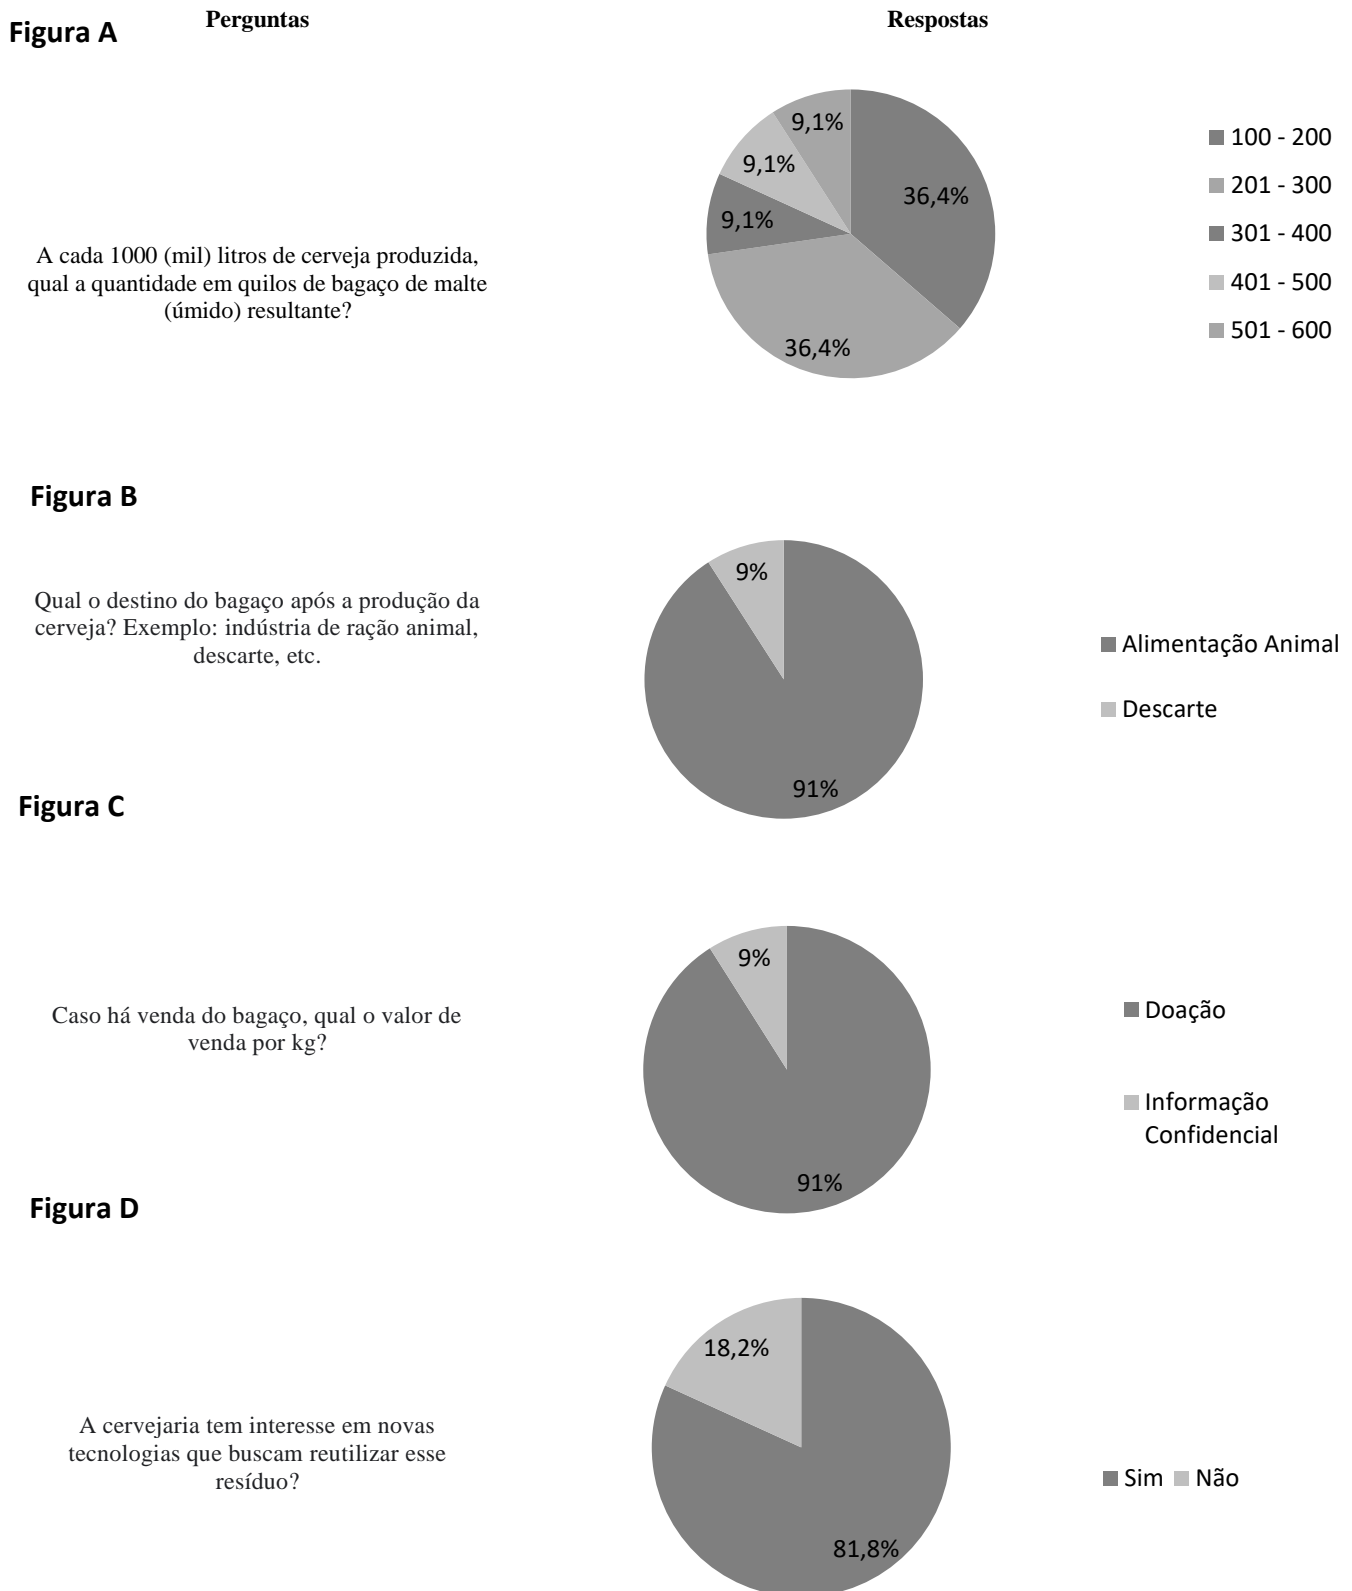 Perguntas
Respostas
Figura A
A cada 1000 (mil) litros de cerveja produzida,
qual a quantidade em quilos de bagaço de malte
(úmido) resultante?
9,1%
9,1%
9,1%
36,4%
36,4%
100 - 200
201 - 300
301 - 400
401 - 500
501 - 600
Figura B
Qual o destino do bagaço após a produção da
cerveja? Exemplo: indústria de ração animal,
descarte, etc.
9%
91%
Alimentação Animal
Descarte
Figura C
Caso há venda do bagaço, qual o valor de
venda por kg?
9%
91%
Doação
Informação
Confidencial
Figura D
A cervejaria tem interesse em novas
tecnologias que buscam reutilizar esse
resíduo?
18,2%
81,8%
Sim Não